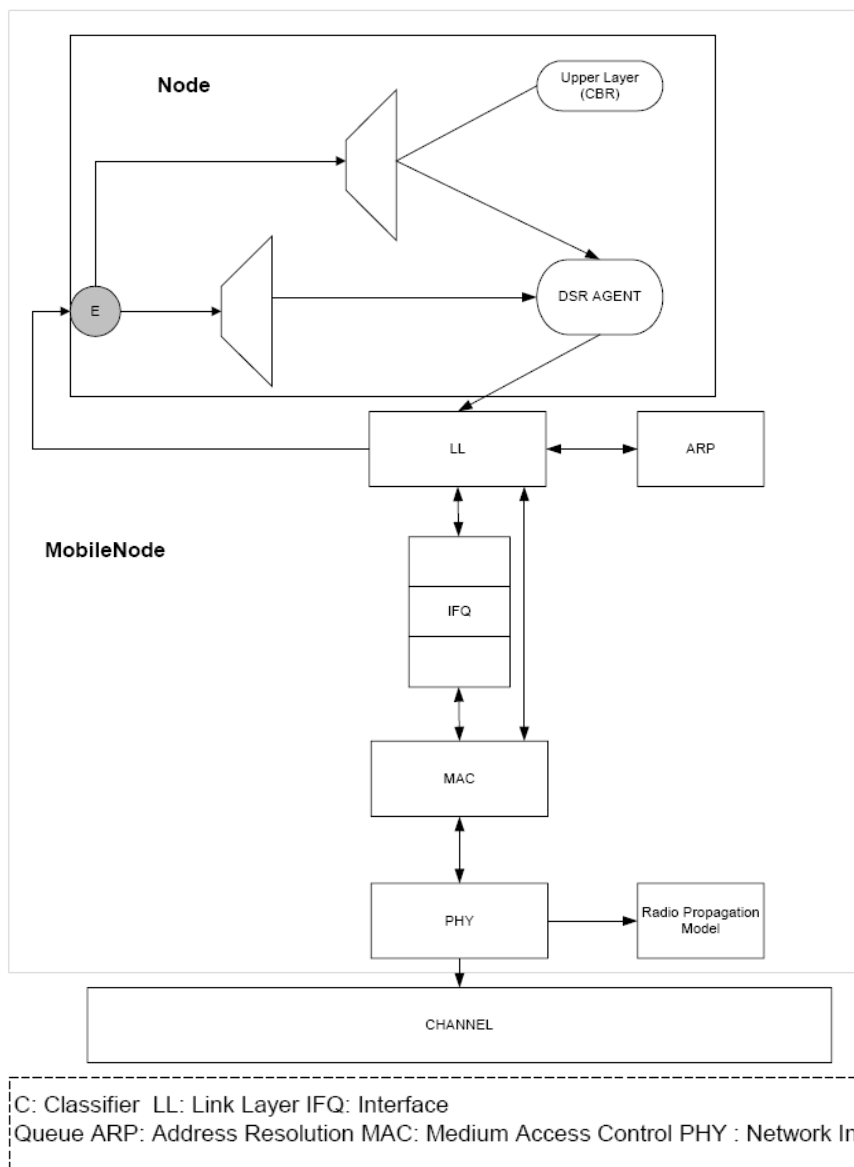 Node
Upper Layer
(CBR)
E
DSR AGENT
LL
ARP
MobileNode
IFQ
MAC
PHY
Radio Propagation
Model
CHANNEL
C: Classifier LL: Link Layer IFQ: Interface
Queue ARP: Address Resolution MAC: Medium Access Control PHY : Network In